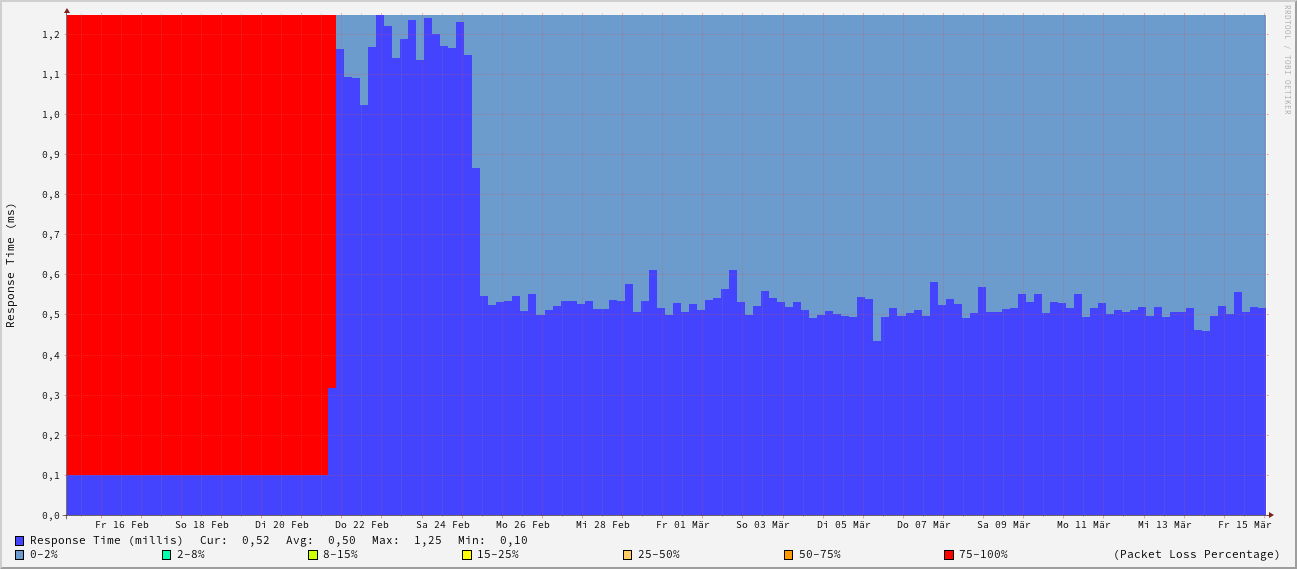 RRDTOOL / TOBI OETIKER
Response Time (ms)
1,2
1,1
1,0
0,9
0,8
0,7
0,6
0,5
0,4
0,3
0,2
0,1
0,0
Fr 16 Feb So 18 Feb Di 20 Feb Do 22 Feb Sa 24 Feb Mo 26 Feb Mi 28 Feb Fr 01 Mär So 03 Mär Di 05 Mär Do 07 Mär Sa 09 Mär Mo 11 Mär Mi 13 Mär Fr 15 Mär
Response Time (millis) Cur: 0,52 Avg: 0,50 Max: 1,25 Min: 0,10
0-2% 2-8% 8-15% 15-25% 25-50% 50-75% 75-100% (Packet Loss Percentage)